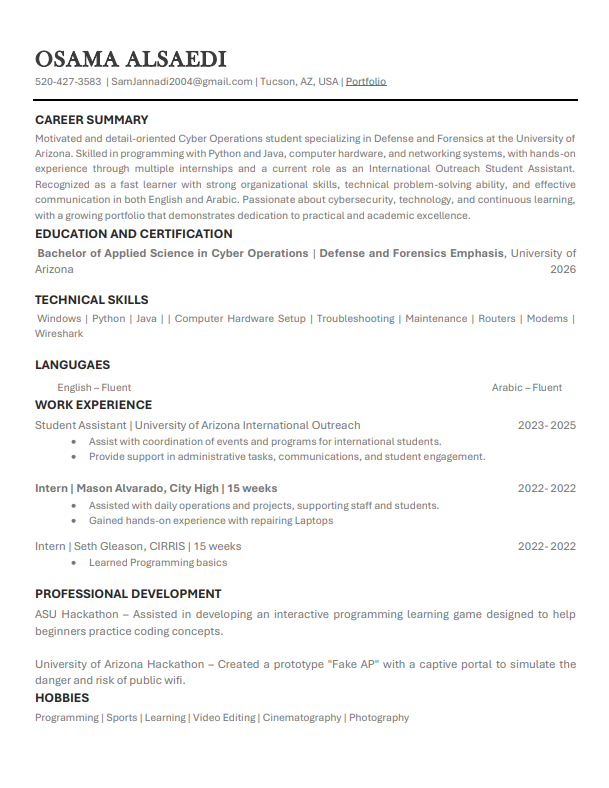 OSAMA ALSAEDI
520-427-3583 | SamJannadi2004@gmail.com | Tucson, AZ, USA | Portfolio
CAREER SUMMARY
Motivated and detail-oriented Cyber Operations student specializing in Defense and Forensics at the University of
Arizona. Skilled in programming with Python and Java, computer hardware, and networking systems, with hands-on
experience through multiple internships and a current role as an International Outreach Student Assistant.
Recognized as a fast learner with strong organizational skills, technical problem-solving ability, and effective
communication in both English and Arabic. Passionate about cybersecurity, technology, and continuous learning,
with a growing portfolio that demonstrates dedication to practical and academic excellence.
EDUCATION AND CERTIFICATION
Bachelor of Applied Science in Cyber Operations | Defense and Forensics Emphasis, University of
Arizona 2026
TECHNICAL SKILLS
Windows | Python | Java | | Computer Hardware Setup | Troubleshooting | Maintenance | Routers | Modems |
Wireshark
LANGUGAES
English – Fluent Arabic – Fluent
WORK EXPERIENCE
Student Assistant | University of Arizona International Outreach 2023- 2025
• Assist with coordination of events and programs for international students.
• Provide support in administrative tasks, communications, and student engagement.
Intern | Mason Alvarado, City High | 15 weeks 2022- 2022
• Assisted with daily operations and projects, supporting staff and students.
• Gained hands-on experience with repairing Laptops
Intern | Seth Gleason, CIRRIS | 15 weeks 2022- 2022
• Learned Programming basics
PROFESSIONAL DEVELOPMENT
ASU Hackathon – Assisted in developing an interactive programming learning game designed to help
beginners practice coding concepts.
University of Arizona Hackathon – Created a prototype "Fake AP" with a captive portal to simulate the
danger and risk of public wifi.
HOBBIES
Programming | Sports | Learning | Video Editing | Cinematography | Photography